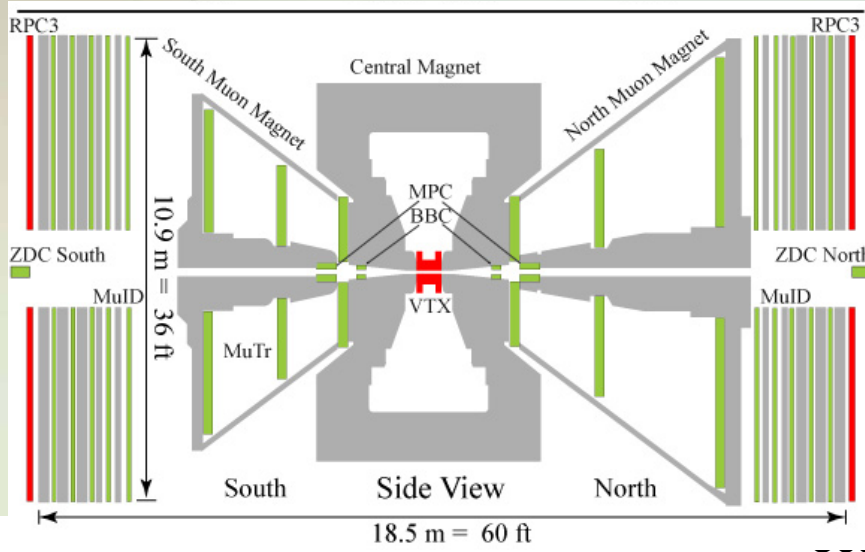 RPC3
RPC3
South Muon Magnet
Central Magnet
North Muon Magnet
MPC
BBC
ZDC South
ZDC North
MuID
10.9 m = 36 ft
VTX
MuID
MuTr
South
Side View
North
18.5 m = 60 ft